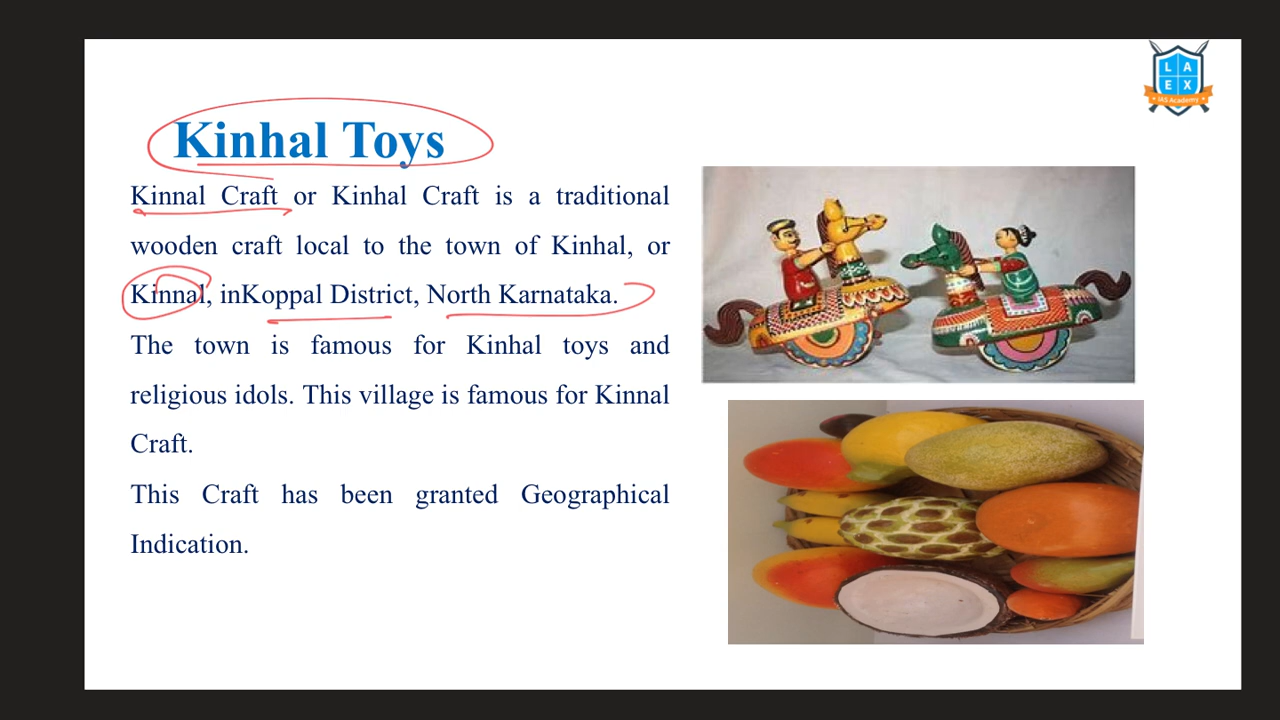 L A
E X
IAS Academy
Kinhal Toys
Kinnal Craft or Kinhal Craft is a traditional
wooden craft local to the town of Kinhal, or
Kinnal, inKoppal District, North Karnataka.
The town is famous for Kinhal toys and
religious idols. This village is famous for Kinnal
Craft.
This Craft has been granted Geographical
Indication.